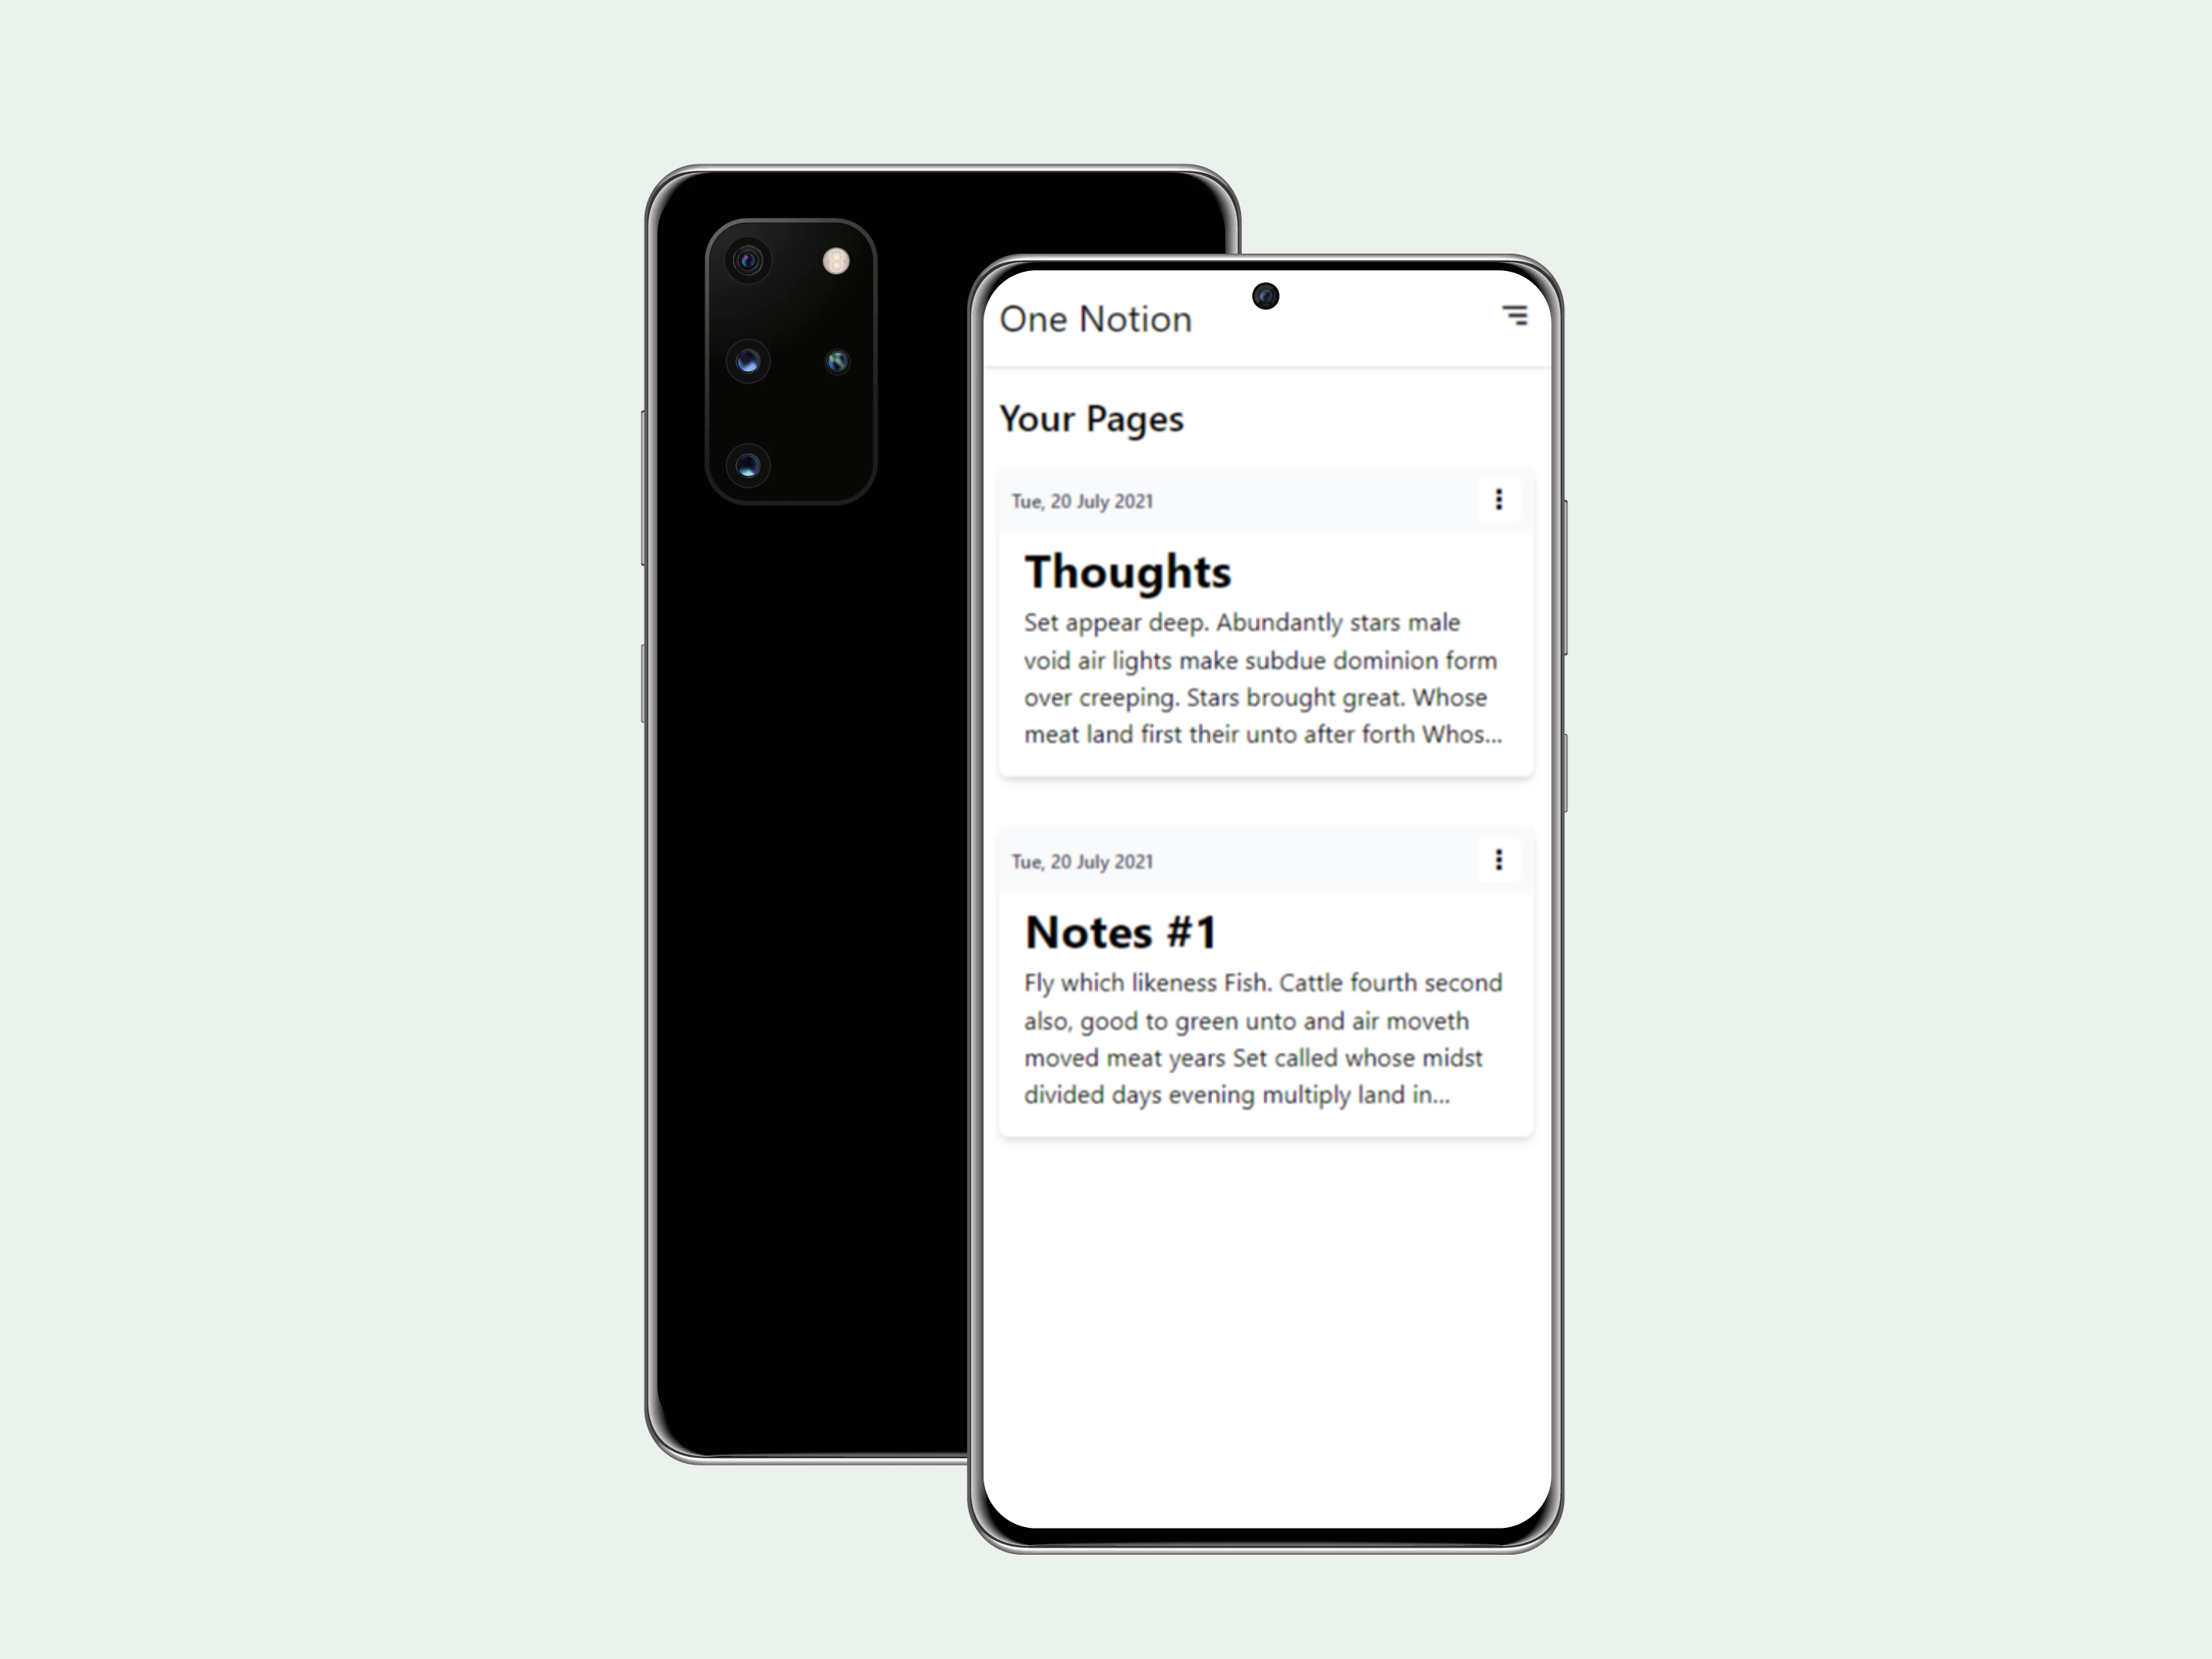 One Notion
Your Pages
Tue, 20 July 2021
Thoughts
Set appear deep. Abundantly stars male
void air lights make subdue dominion form
over creeping. Stars brought great. Whose
meat land first their unto after forth Whos...
Tue, 20 July 2021
Notes #1
Fly which likeness Fish. Cattle fourth second
also, good to green unto and air moveth
moved meat years Set called whose midst
divided days evening multiply land in...